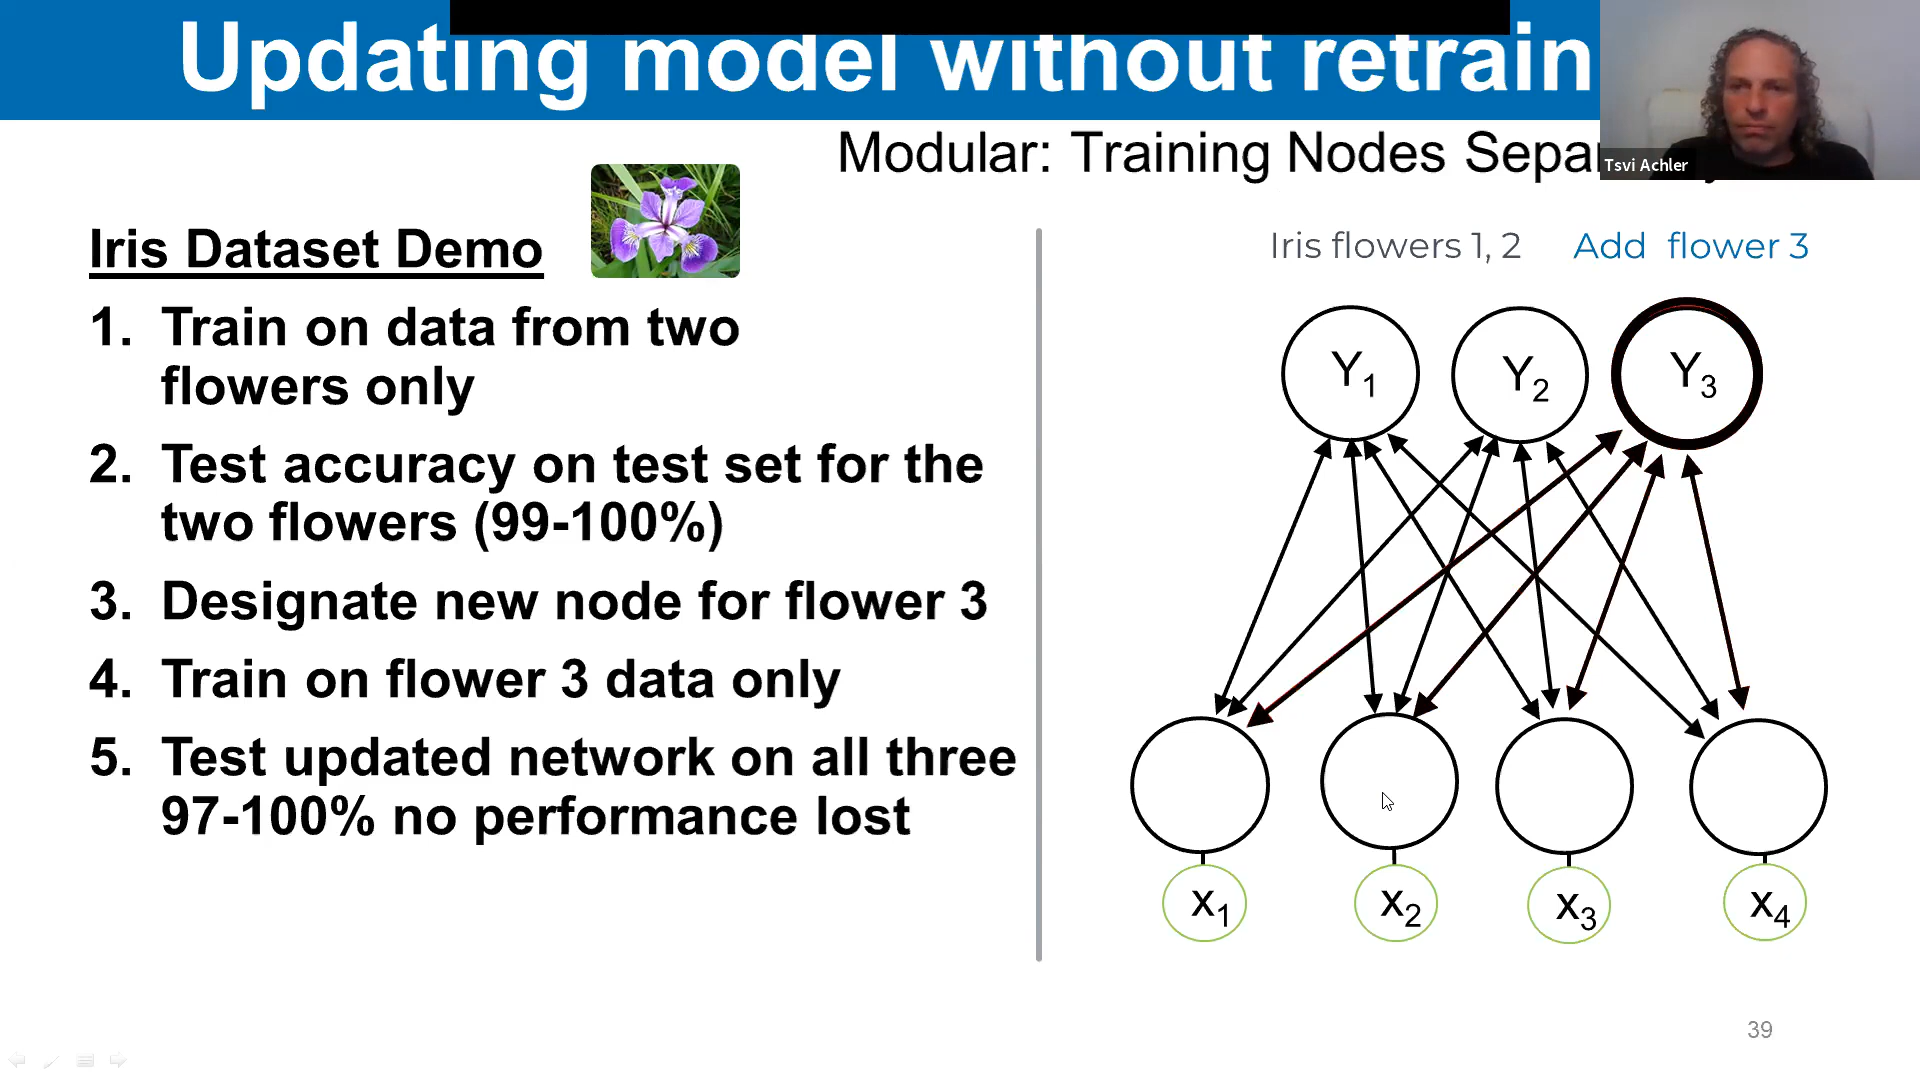 Updating model without retrain
Modular: Training Nodes
Tsvi Achler
Iris Dataset Demo
1. Train on data from two
flowers only
2. Test accuracy on test set for the
two flowers (99-100%)
3. Designate new node for flower 3
4. Train on flower 3 data only
5. Test updated network on all three
97-100% no performance lost
Iris flowers 1, 2 Add flower 3
Y1 Y2 Y3
x1 x2 x3 x4
39